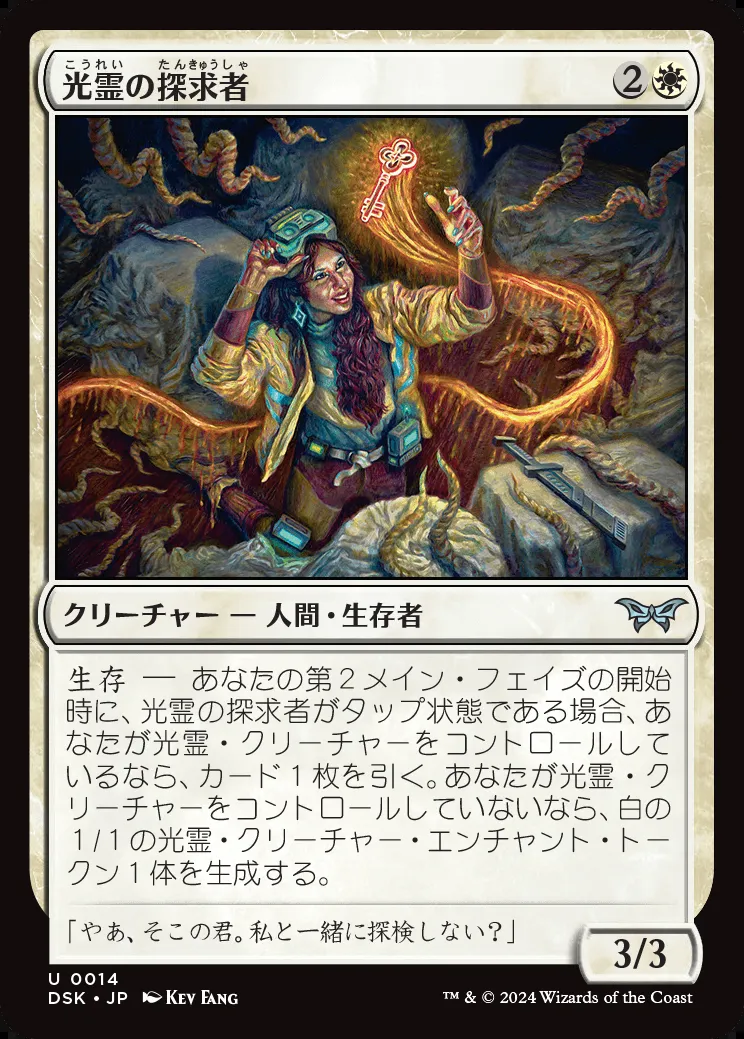 こうれい たんきゅうしゃ
光霊の探求者 2
クリーチャー — 人間・生存者
生存 — あなたの第2メイン・フェイズの開始
時に、光霊の探求者がタップ状態である場合、あ
なたが光霊・クリーチャーをコントロールして
いるなら、カード1枚を引く。あなたが光霊・ク
リーチャーをコントロールしていないなら、白の
1/1の光霊・クリーチャー・エンチャント・トー
クン1体を生成する。
「やぁ、そこの君。私と一緒に探検しない?」
3/3
U 0014
DSK • JP Kev Fang
™ & © 2024 Wizards of the Coast